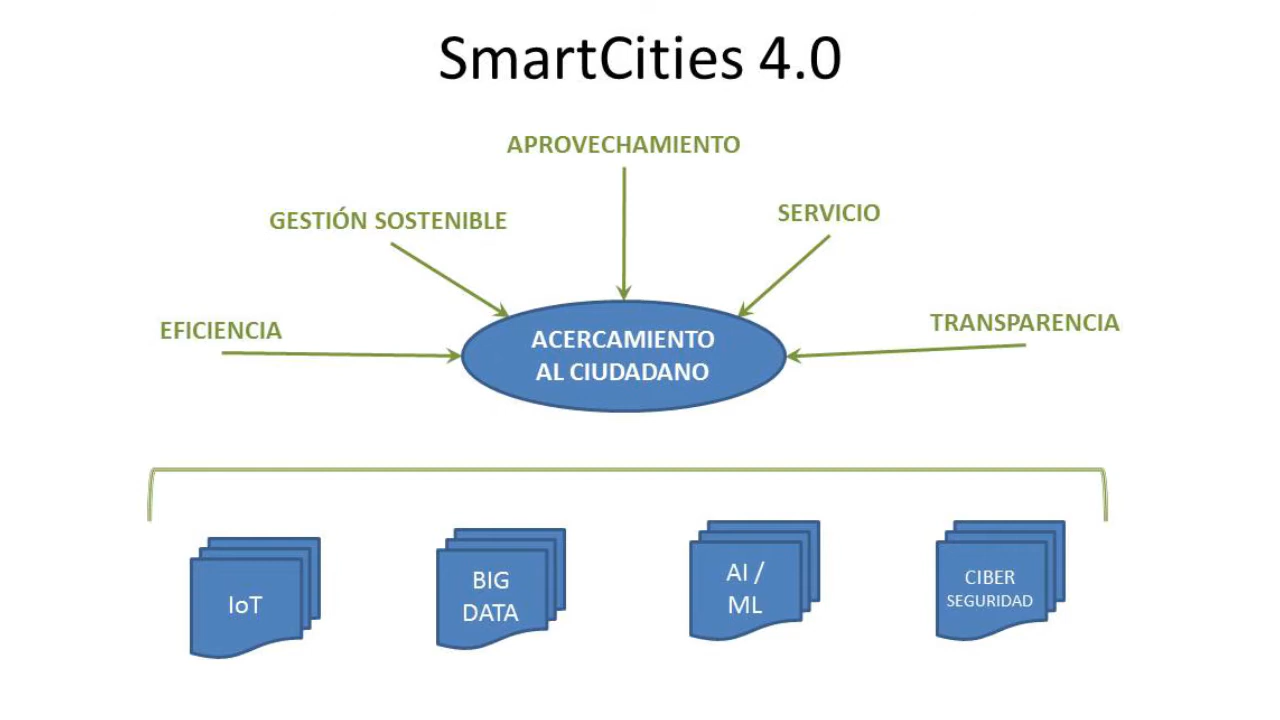 SmartCities 4.0
APROVECHAMIENTO
GESTIÓN SOSTENIBLE
SERVICIO
EFICIENCIA
TRANSPARENCIA
ACERCAMIENTO
AL CIUDADANO
IoT
BIG
DATA
AI /
ML
CIBER
SEGURIDAD